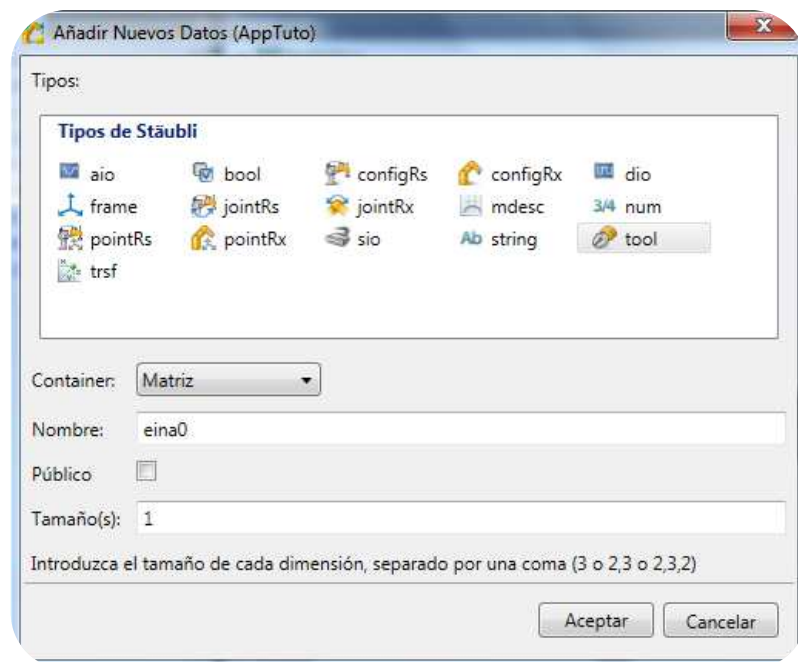 Añadir Nuevos Datos (AppTuto)
Tipos:
Tipos de Stäubli
aio bool configRs configRx dio
frame jointRs jointRx mdesc 3/4 num
pointRs pointRx sio Ab string tool
trsf
Container: Matriz
Nombre: eina0
Público
Tamaño(s): 1
Introduzca el tamaño de cada dimensión, separado por una coma (3 o 2,3 o 2,3,2)
Aceptar Cancelar